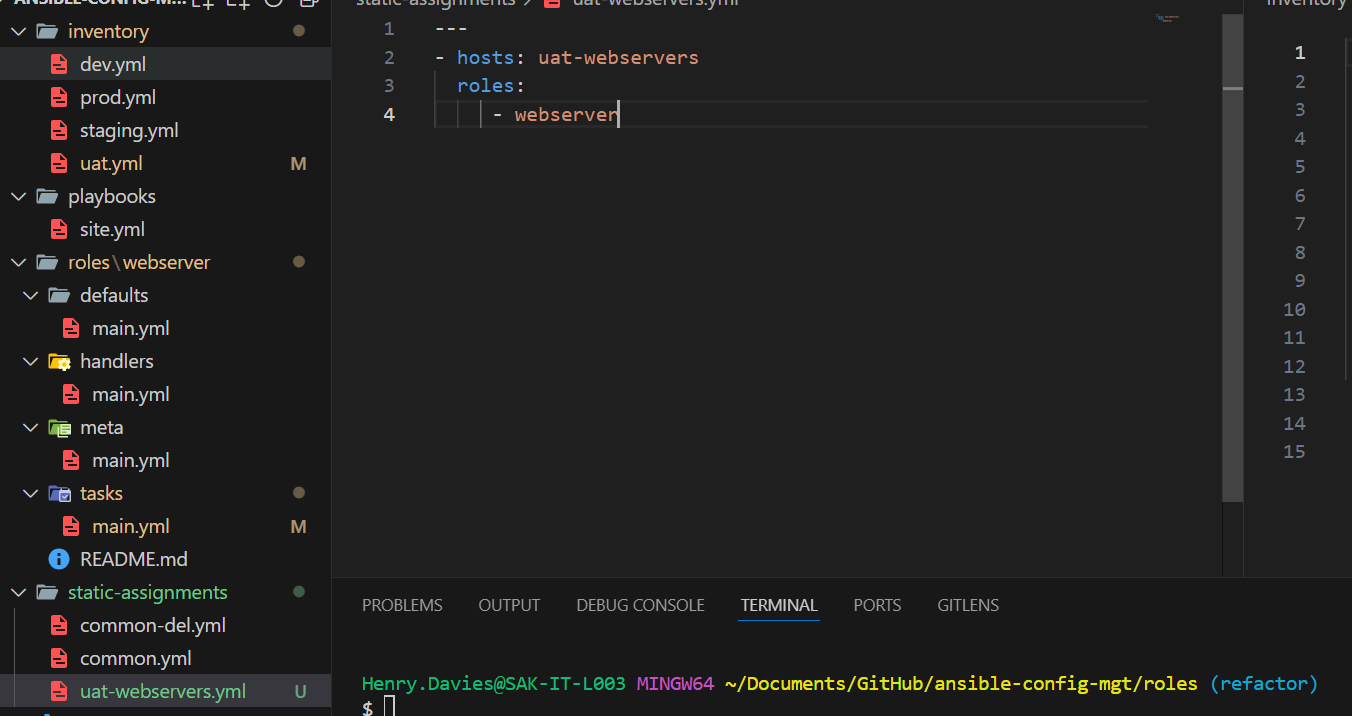 ANSIBLE-CONFIG-M...
inventory
dev.yml
prod.yml
staging.yml
uat.yml M
playbooks
site.yml
roles\webserver
defaults
main.yml
handlers
main.yml
meta
main.yml
tasks
main.yml M
README.md
static-assignments
common-del.yml
common.yml
uat-webservers.yml U
static-assignments > uat-webservers.yml
1 ---
2 - hosts: uat-webservers
3 roles:
4 - webserver
inventory
1
2
3
4
5
6
7
8
9
10
11
12
13
14
15
PROBLEMS OUTPUT DEBUG CONSOLE TERMINAL PORTS GITLENS
Henry.Davies@SAK-IT-L003 MINGW64 ~/Documents/GitHub/ansible-config-mgt/roles (refactor)
$